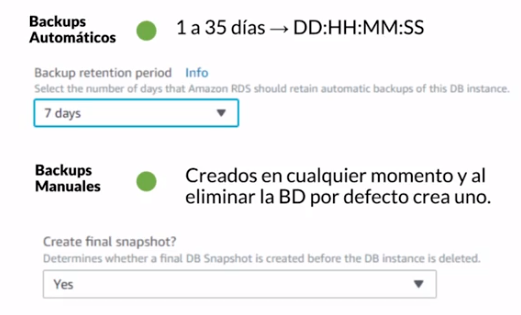 Backups
Automáticos
1 a 35 días → DD:HH:MM:SS
Backup retention period Info
Select the number of days that Amazon RDS should retain automatic backups of this DB instance.
7 days
Backups
Manuales
Creados en cualquier momento y al
eliminar la BD por defecto crea uno.
Create final snapshot?
Determines whether a final DB Snapshot is created before the DB instance is deleted.
Yes